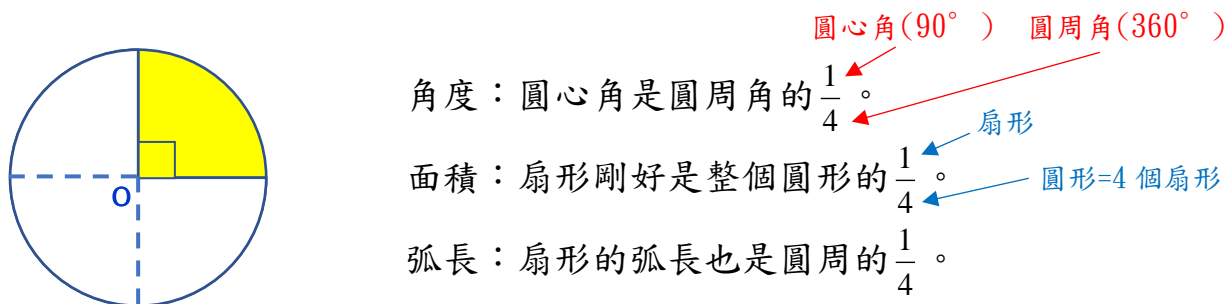 圓心角(90°) 圓周角(360°)
角度：圓心角是圓周角的1/4。
扇形
面積：扇形剛好是整個圓形的1/4。
圓形=4 個扇形
O
弧長：扇形的弧長也是圓周的1/4。